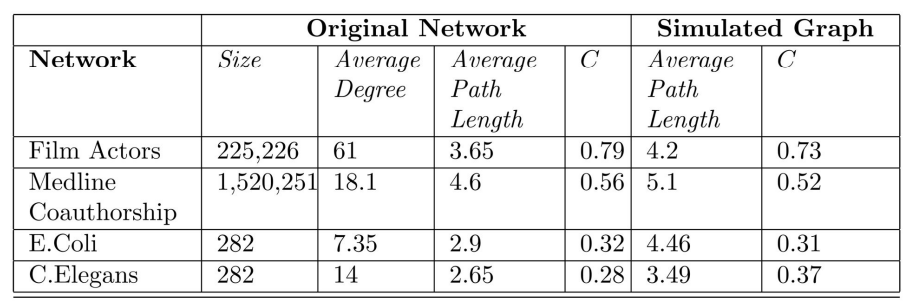 Original Network Simulated Graph
Network Size Average Degree Average Path Length C Average Path Length C
Film Actors 225,226 61 3.65 0.79 4.2 0.73
Medline Coauthorship 1,520,251 18.1 4.6 0.56 5.1 0.52
E.Coli 282 7.35 2.9 0.32 4.46 0.31
C.Elegans 282 14 2.65 0.28 3.49 0.37